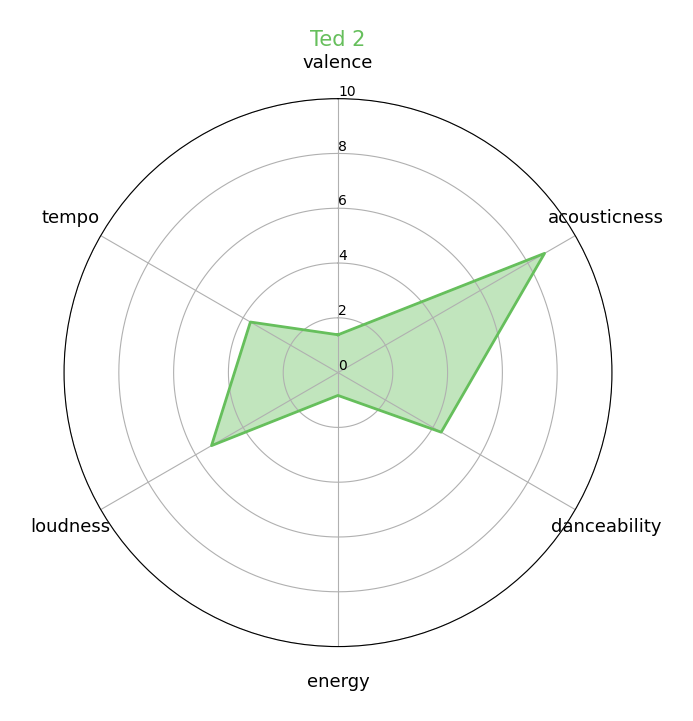 Ted 2
valence
10
8
6
4
2
0
tempo
acousticness
loudness
danceability
energy